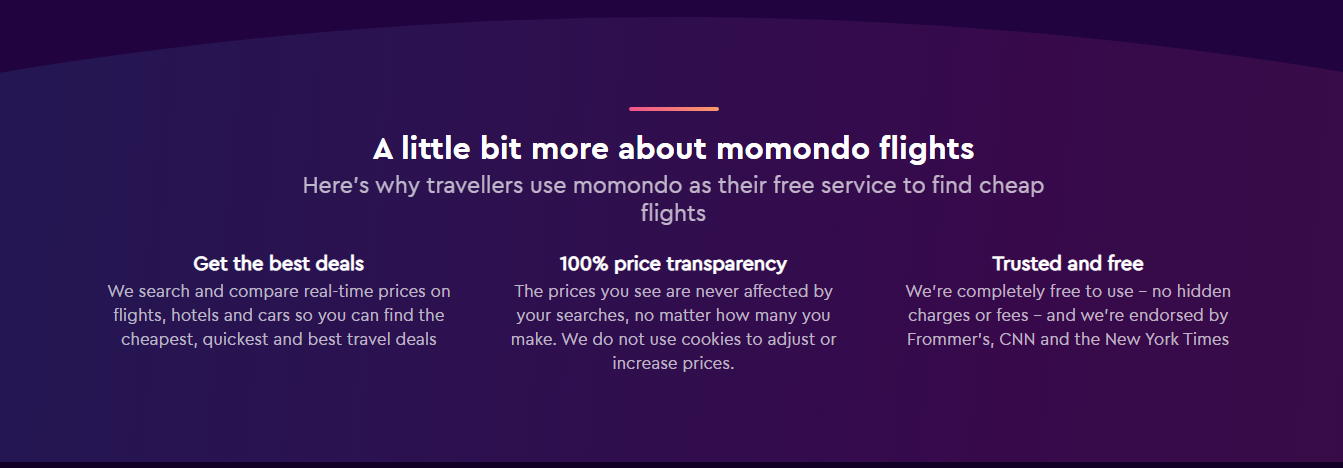 A little bit more about momondo flights
Here's why travellers use momondo as their free service to find cheap
flights
Get the best deals
We search and compare real-time prices on
flights, hotels and cars so you can find the
cheapest, quickest and best travel deals
100% price transparency
The prices you see are never affected by
your searches, no matter how many you
make. We do not use cookies to adjust or
increase prices.
Trusted and free
We're completely free to use – no hidden
charges or fees – and we're endorsed by
Frommer's, CNN and the New York Times